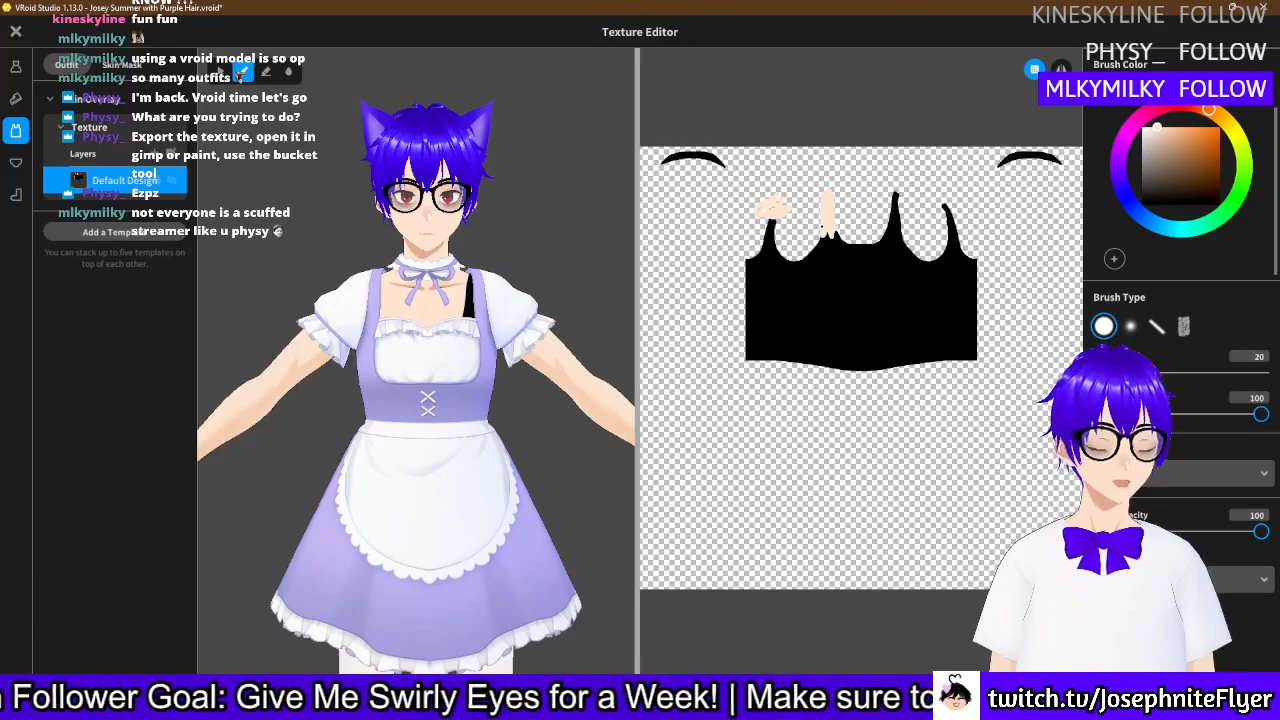 VRoid Studio 1.13.0 - Josey Summer with Purple Hair.vroid*
Texture Editor
kineskyline fun fun
mlkymilky
mlkymilky using a vroid model is so op
mlkymilky so many outfits
Physy_ I'm back. Vroid time let's go
Physy_ What are you trying to do?
Physy_ Export the texture, open it in
gimp or paint, use the bucket
tool
Physy_ Ezpz
mlkymilky not everyone is a scuffed
streamer like u physy
Outfit Skin Mask
Texture
Layers
Default Design
Add a Temp
You can stack up to five templates on
top of each other.
KINESKYLINE FOLLOW
PHYSY_ FOLLOW
MLKYMILKY FOLLOW
Brush Color
Brush Type
20
100
100
Follower Goal: Give Me Swirly Eyes for a Week! | Make sure to
twitch.tv/JosephniteFlyer